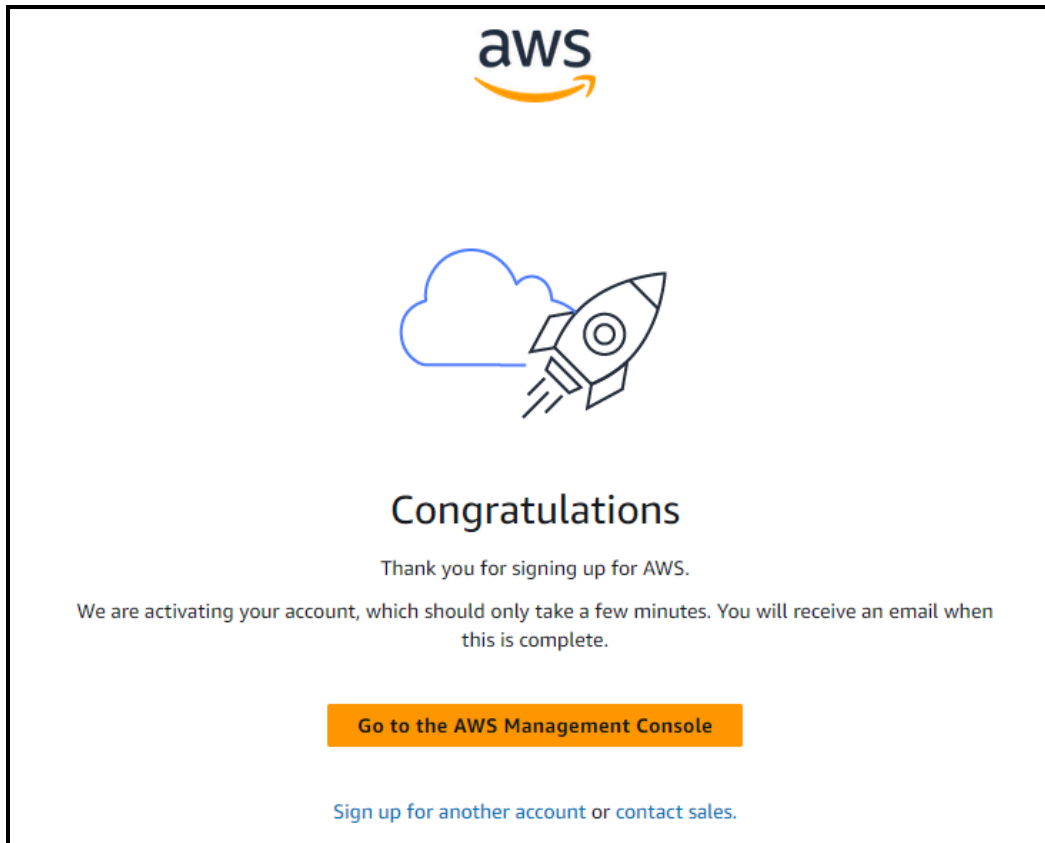 aws
Congratulations
Thank you for signing up for AWS.
We are activating your account, which should only take a few minutes. You will receive an email when
this is complete.
Go to the AWS Management Console
Sign up for another account or contact sales.